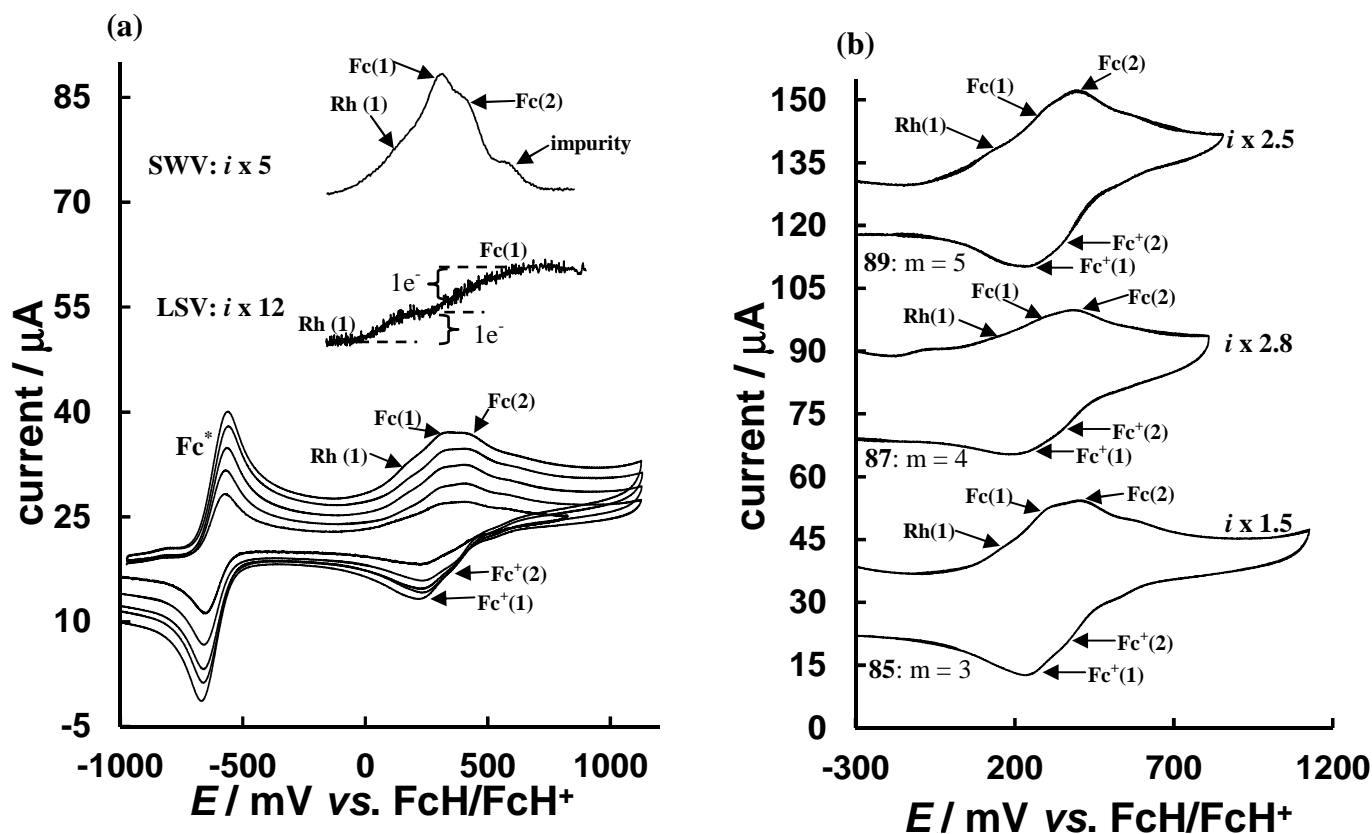 (a)
85
70
55
40
25
10
-5
current / µA
-1000 -500 0 500 1000
E / mV vs. FcH/FcH⁺
Fc(1)
Rh (1)
Fc(2)
impurity
SWV: i x 5
Fc(1)
1e⁻
LSV: i x 12
Rh (1)
1e⁻
Fc(2)
Fc(1)
Fc*
Rh (1)
Fc⁺(2)
Fc⁺(1)
(b)
150
135
120
105
90
75
60
45
30
15
0
current / µA
-300 200 700 1200
E / mV vs. FcH/FcH⁺
Fc(2)
Fc(1)
Rh(1)
i x 2.5
Fc⁺(2)
89: m = 5
Fc⁺(1)
Fc(1)
Fc(2)
Rh(1)
i x 2.8
Fc⁺(2)
87: m = 4
Fc⁺(1)
Fc(1)
Fc(2)
i x 1.5
Rh(1)
Fc⁺(2)
85: m = 3
Fc⁺(1)